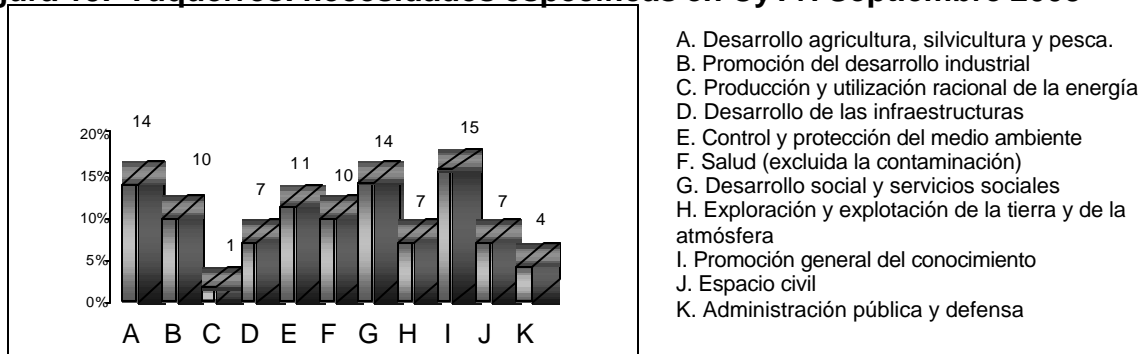 14
10
1
7
11
10
14
7
15
7
4
20%
15%
10%
5%
0%
A B C D E F G H I J K
A. Desarrollo agricultura, silvicultura y pesca.
B. Promoción del desarrollo industrial
C. Producción y utilización racional de la energía
D. Desarrollo de las infraestructuras
E. Control y protección del medio ambiente
F. Salud (excluida la contaminación)
G. Desarrollo social y servicios sociales
H. Exploración y explotación de la tierra y de la
atmósfera
I. Promoción general del conocimiento
J. Espacio civil
K. Administración pública y defensa